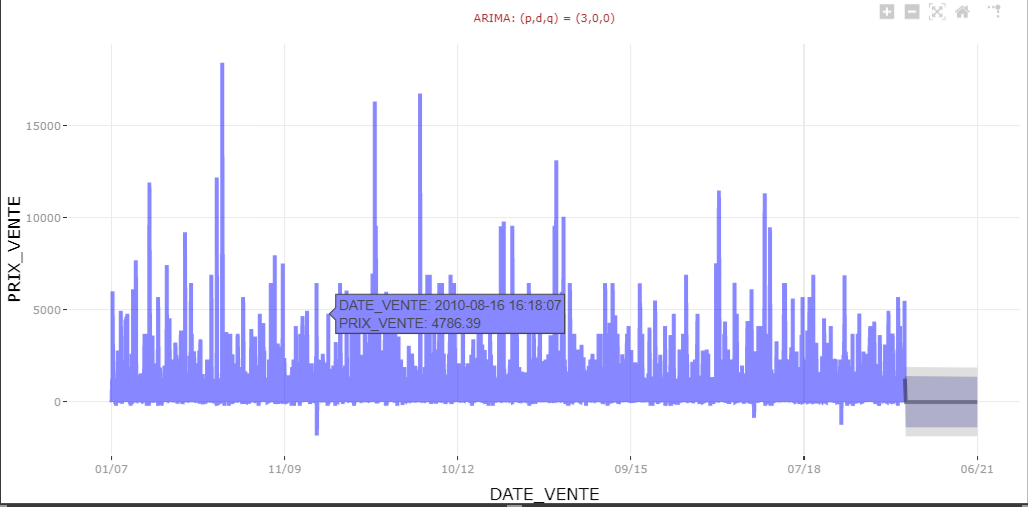 ARIMA: (p,d,q) = (3,0,0)
15000
10000
5000
0
PRIX_VENTE
DATE_VENTE: 2010-08-16 16:18:07
PRIX_VENTE: 4786.39
01/07 11/09 10/12 09/15 07/18 06/21
DATE_VENTE